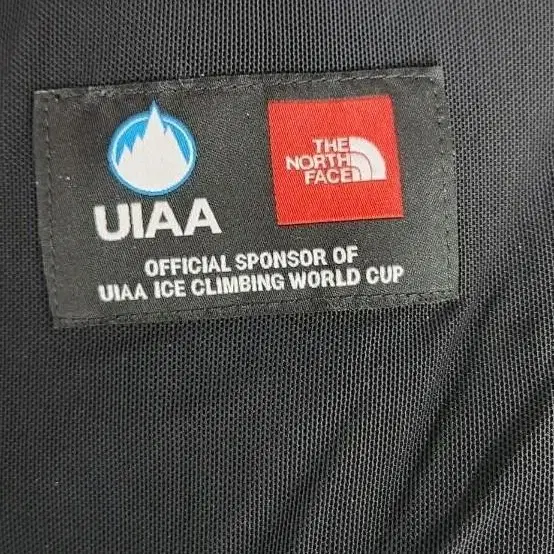 UIAA
THE
NORTH
FACE
OFFICIAL SPONSOR OF
UIAA ICE CLIMBING WORLD CUP